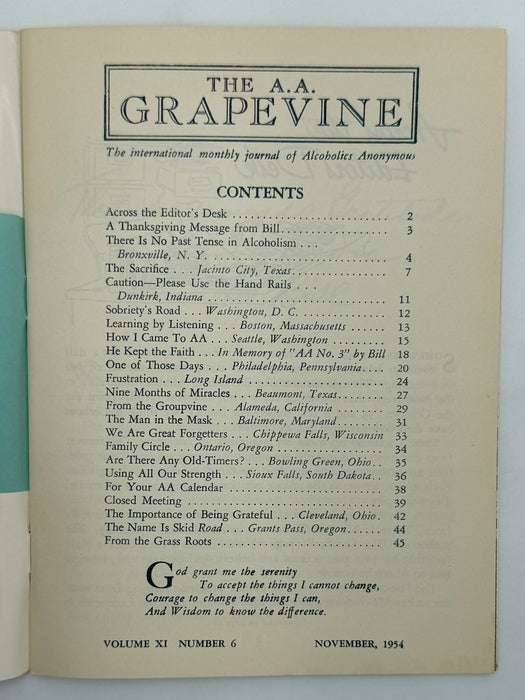 THE A.A.
GRAPEVINE
The international monthly journal of Alcoholics Anonymous
CONTENTS
Across the Editor's Desk . . . . . . . . . . . . . . . . . . . . . . . . . . . . 2
A Thanksgiving Message from Bill. . . . . . . . . . . . . . . . . . . . 3
There Is No Past Tense in Alcoholism . . .
Bronxville, N. Y. . . . . . . . . . . . . . . . . . . . . . . . . . . . . . . 4
The Sacrifice . . . Jacinto City, Texas. . . . . . . . . . . . . . . . . 7
Caution—Please Use the Hand Rails . . .
Dunkirk, Indiana . . . . . . . . . . . . . . . . . . . . . . . . . . . . . . 11
Sobriety's Road . . . Washington, D. C. . . . . . . . . . . . . . . . 12
Learning by Listening . . . Boston, Massachusetts . . . . . . . 13
How I Came To AA . . . Seattle, Washington . . . . . . . . . . 15
He Kept the Faith . . . In Memory of "AA No. 3" by Bill 18
One of Those Days . . . Philadelphia, Pennsylvania. . . . 20
Frustration . . . Long Island . . . . . . . . . . . . . . . . . . . . . . . . 24
Nine Months of Miracles . . . Beaumont, Texas. . . . . . . . 27
From the Groupvine . . . Alameda, California . . . . . . . . . 29
The Man in the Mask . . . Baltimore, Maryland. . . . . . . . 31
We Are Great Forgetters . . . Chippewa Falls, Wisconsin 33
Family Circle . . . Ontario, Oregon . . . . . . . . . . . . . . . . . . 34
Are There Any Old-Timers? . . . Bowling Green, Ohio. . 35
Using All Our Strength . . . Sioux Falls, South Dakota. . 36
For Your AA Calendar . . . . . . . . . . . . . . . . . . . . . . . . . . . 38
Closed Meeting . . . . . . . . . . . . . . . . . . . . . . . . . . . . . . . . . 39
The Importance of Being Grateful . . . Cleveland, Ohio. 42
The Name Is Skid Road . . . Grants Pass, Oregon. . . . . . 44
From the Grass Roots . . . . . . . . . . . . . . . . . . . . . . . . . . . . 45
God grant me the serenity
To accept the things I cannot change,
Courage to change the things I can,
And Wisdom to know the difference.
VOLUME XI NUMBER 6 NOVEMBER, 1954